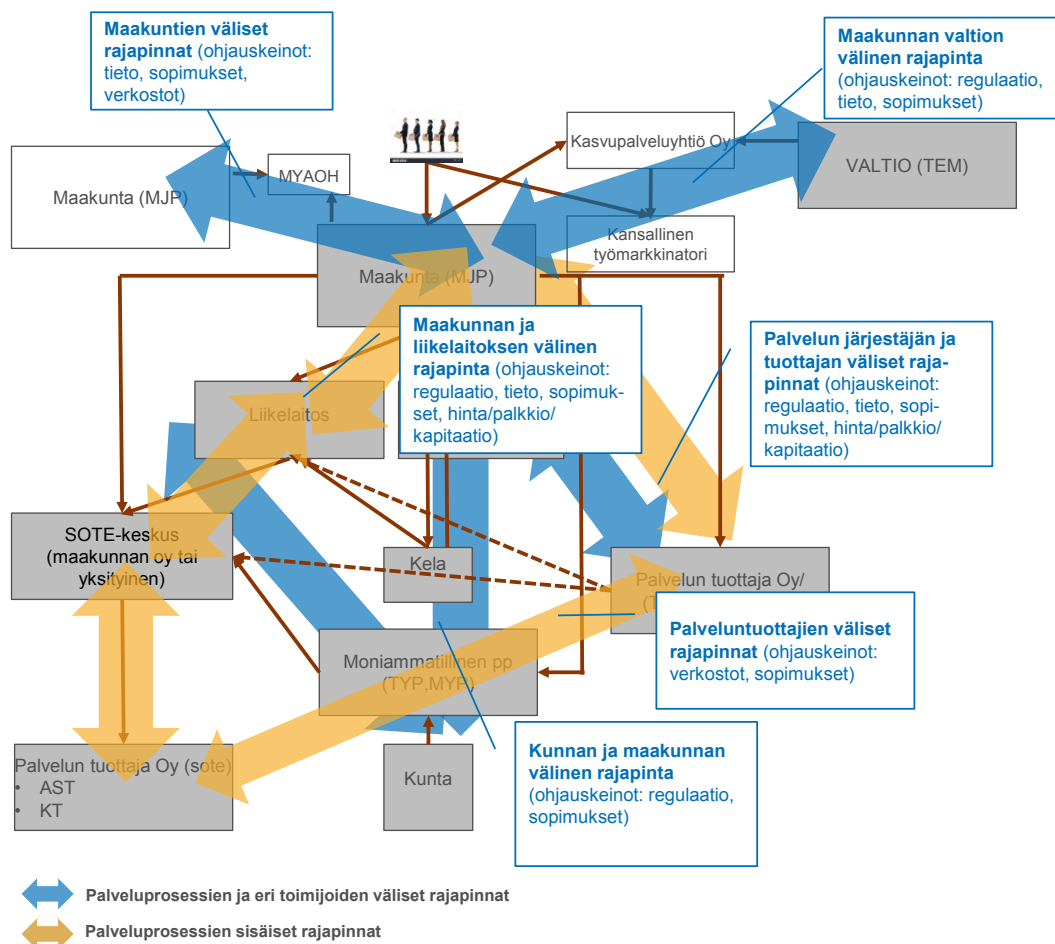 Maakuntien väliset
rajapinnat (ohjauskeinot:
tieto, sopimukset,
verkostot)
Maakunnan valtion
välinen rajapinta
(ohjauskeinot: regulaatio,
tieto, sopimukset)
Kasvupalveluyhtiö Oy
VALTIO (TEM)
MYAOH
Maakunta (MJP)
Kansallinen
työmarkkinatori
Maakunta (MJP)
Maakunnan ja
liikelaitoksen välinen
rajapinta (ohjauskeinot:
regulaatio, tieto, sopimuk-
set, hinta/palkkio/
kapitaatio)
Palvelun järjestäjän ja
tuottajan väliset raja-
pinnat (ohjauskeinot:
regulaatio, tieto, sopi-
mukset, hinta/palkkio/
kapitaatio)
Liikelaitos
SOTE-keskus
(maakunnan oy tai
yksityinen)
Kela
Palvelun tuottaja Oy/
Palveluntuottajien väliset
rajapinnat (ohjauskeinot:
verkostot, sopimukset)
Moniammatillinen pp
(TYP,MYP)
Kunnan ja maakunnan
välinen rajapinta
(ohjauskeinot: regulaatio,
sopimukset)
Palvelun tuottaja Oy (sote)
• AST
• KT
Kunta
Palveluprosessien ja eri toimijoiden väliset rajapinnat
Palveluprosessien sisäiset rajapinnat